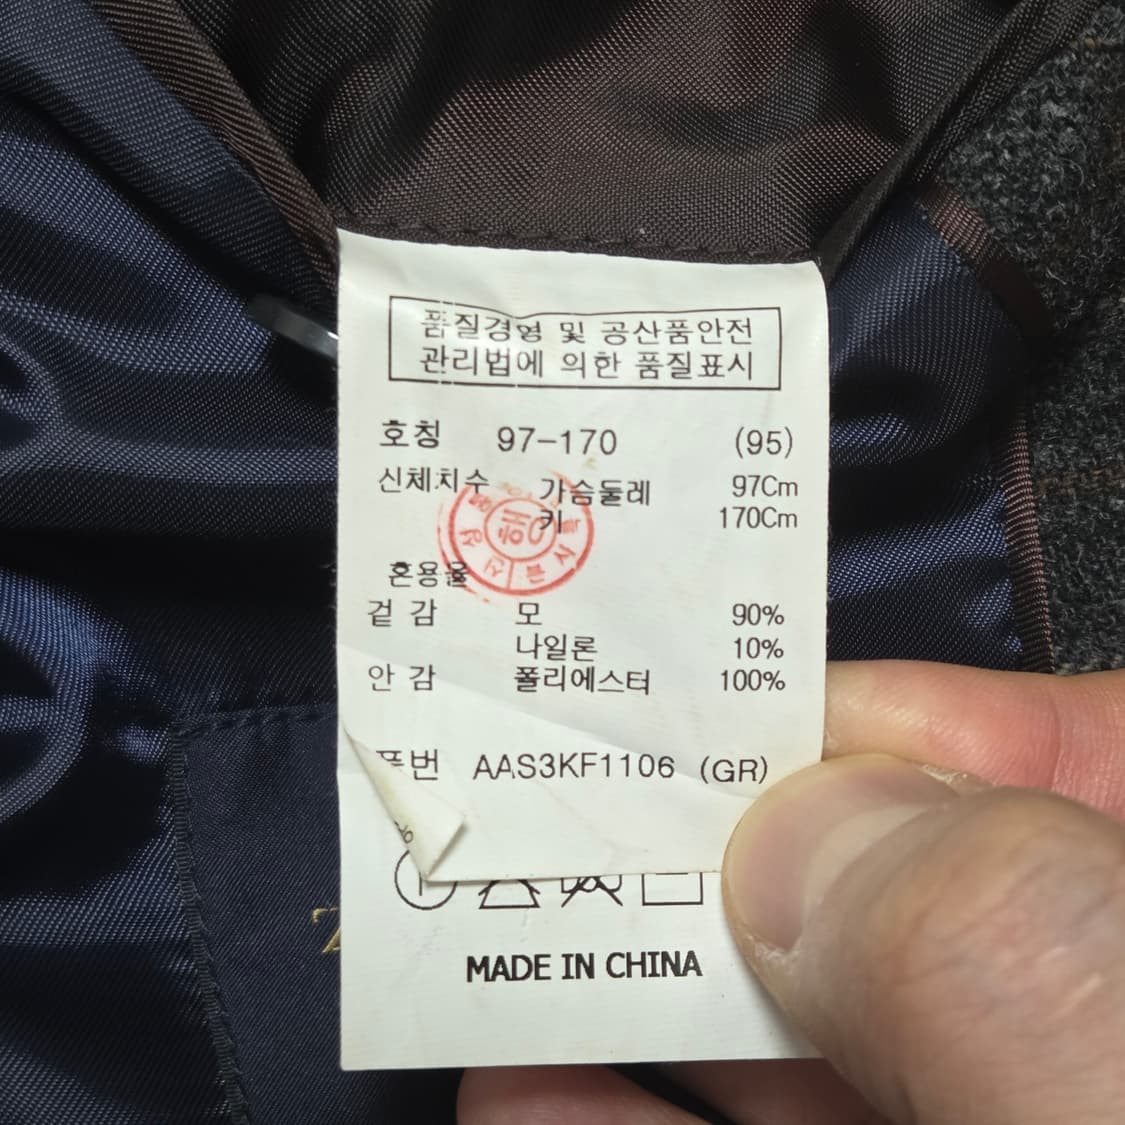 품질경영 및 공산품안전
관리법에 의한 품질표시
호칭 97-170 (95)
신체치수 가슴둘레 97Cm
키 170Cm
혼용율
겉 감 모 90%
나일론 10%
안 감 폴리에스터 100%
품번 AAS3KF1106 (GR)
MADE IN CHINA